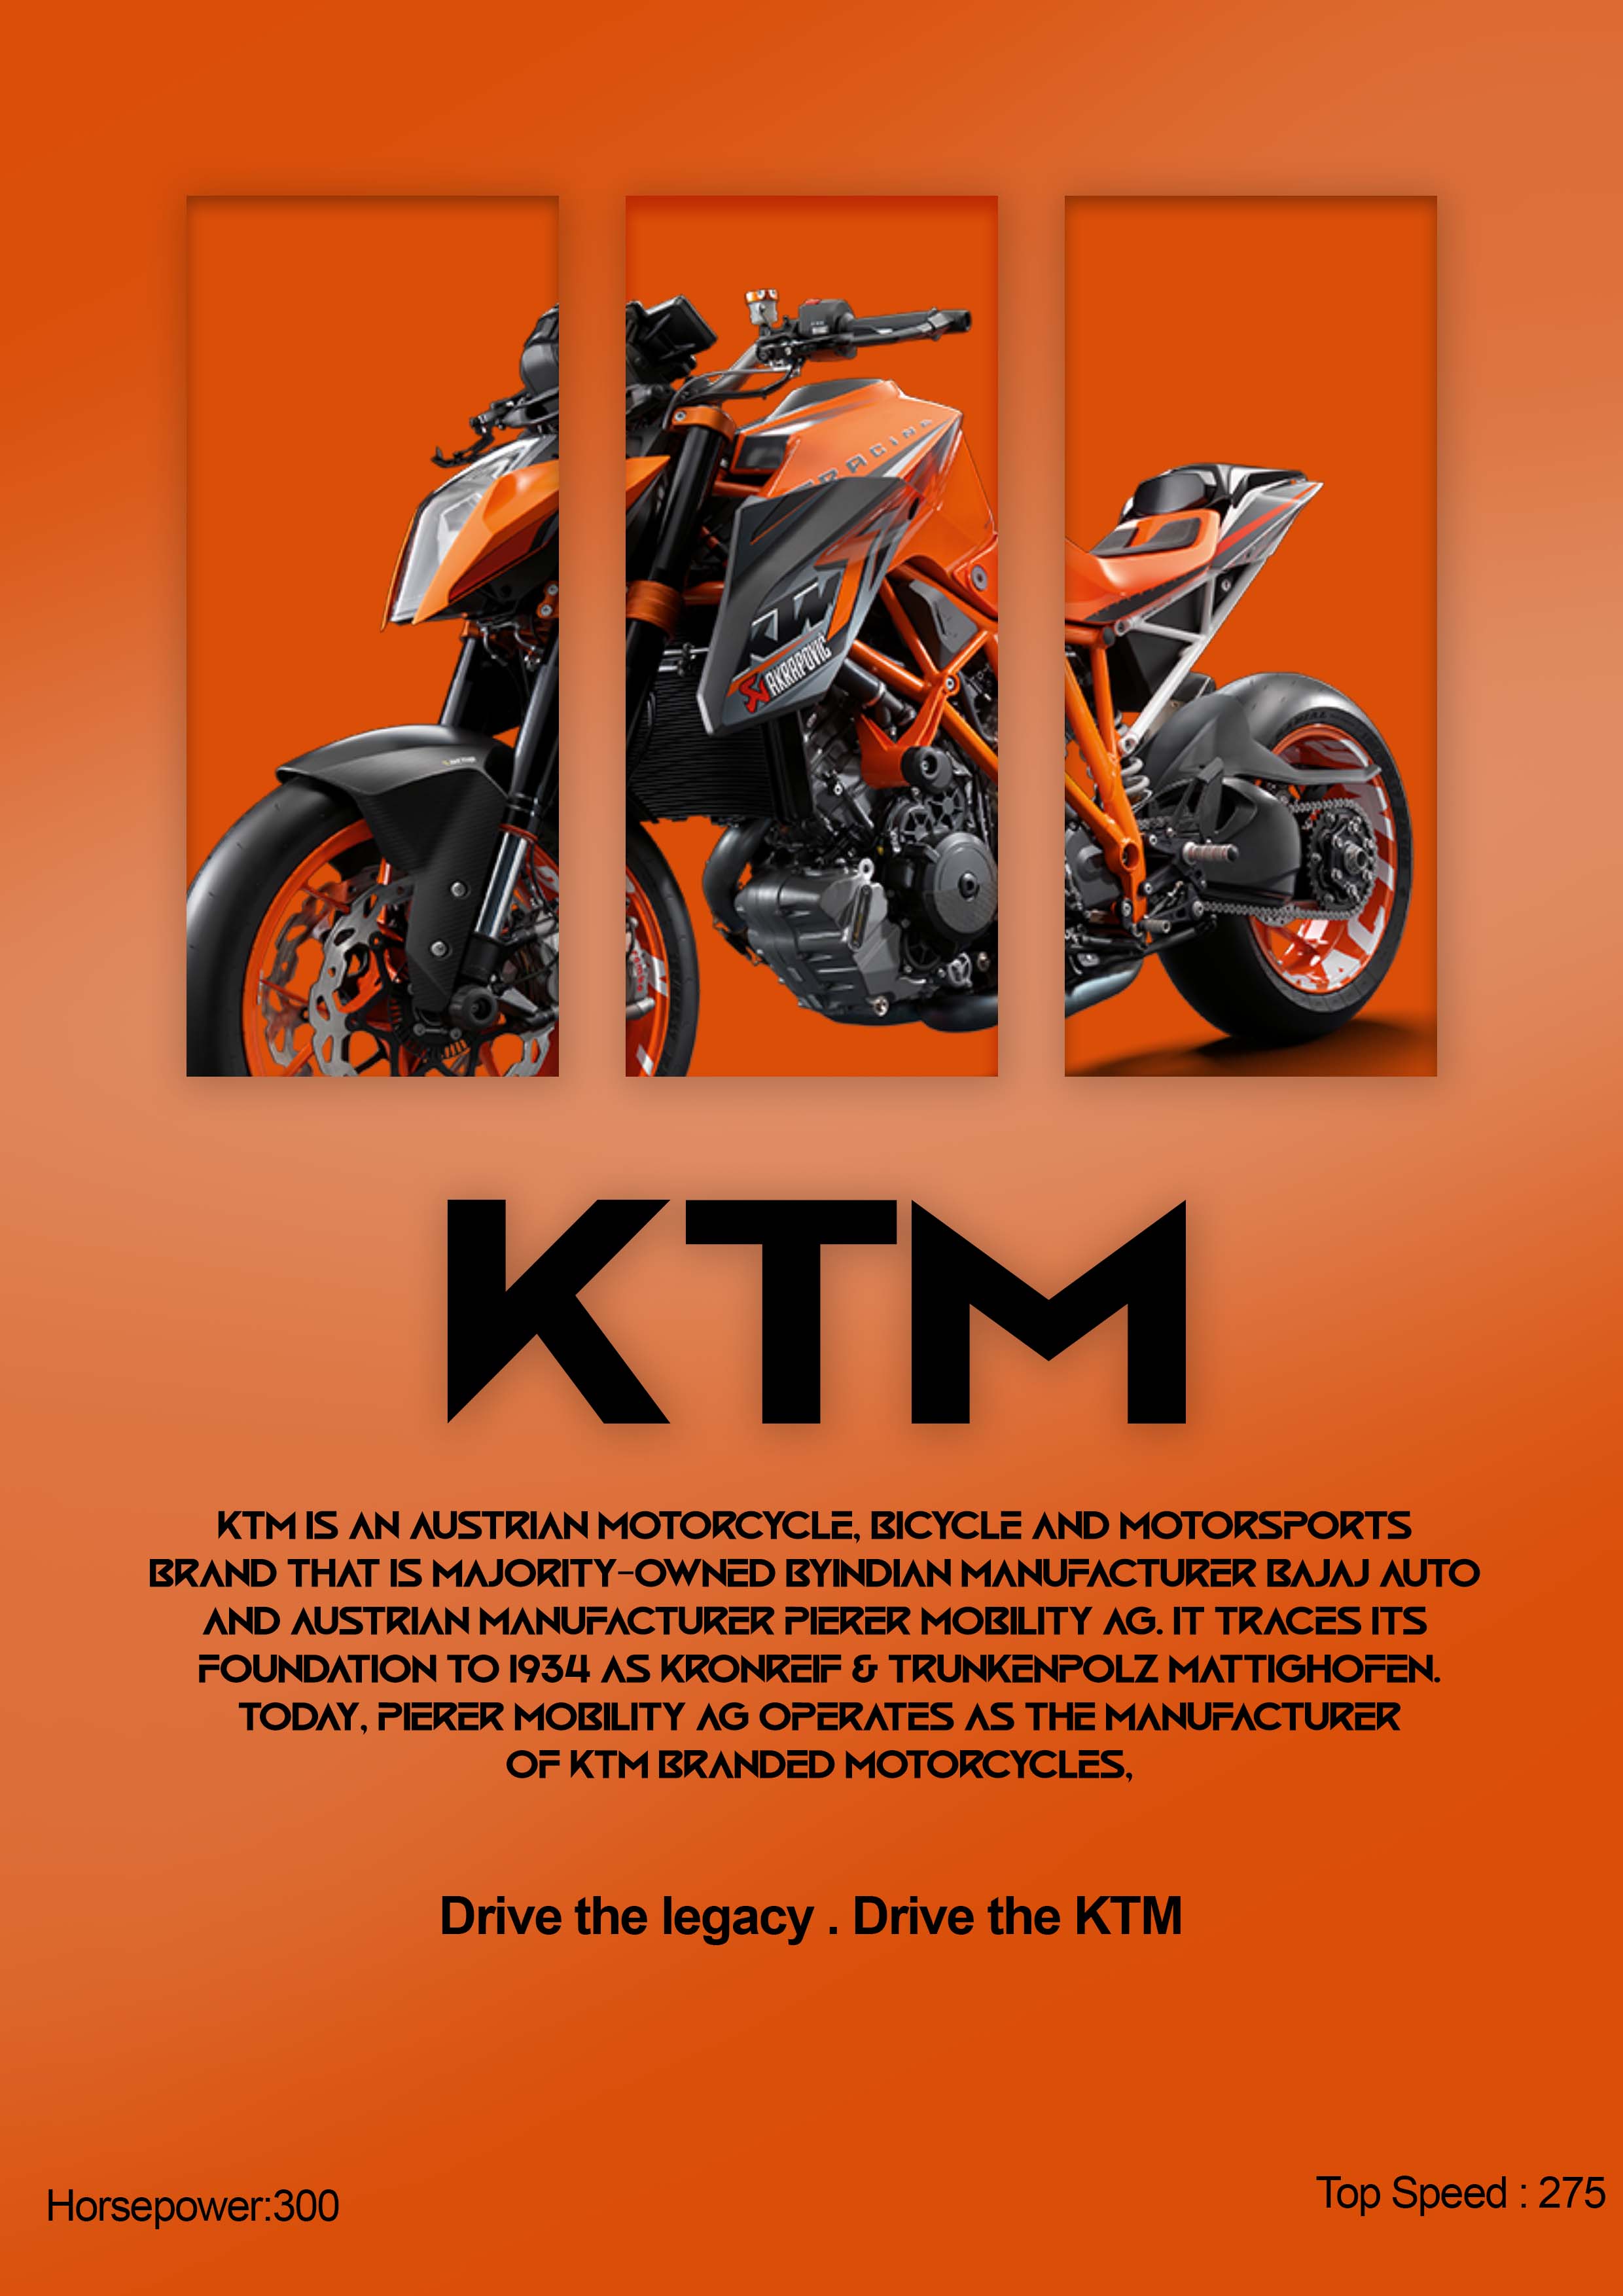 RACING
KTM
AKRAPOVIČ
KTM
KTM IS AN AUSTRIAN MOTORCYCLE, BICYCLE AND MOTORSPORTS
BRAND THAT IS MAJORITY-OWNED BYINDIAN MANUFACTURER BAJAJ AUTO
AND AUSTRIAN MANUFACTURER PIERER MOBILITY AG. IT TRACES ITS
FOUNDATION TO 1934 AS KRONREIF & TRUNKENPOLZ MATTIGHOFEN.
TODAY, PIERER MOBILITY AG OPERATES AS THE MANUFACTURER
OF KTM BRANDED MOTORCYCLES,
Drive the legacy . Drive the KTM
Horsepower:300
Top Speed : 275